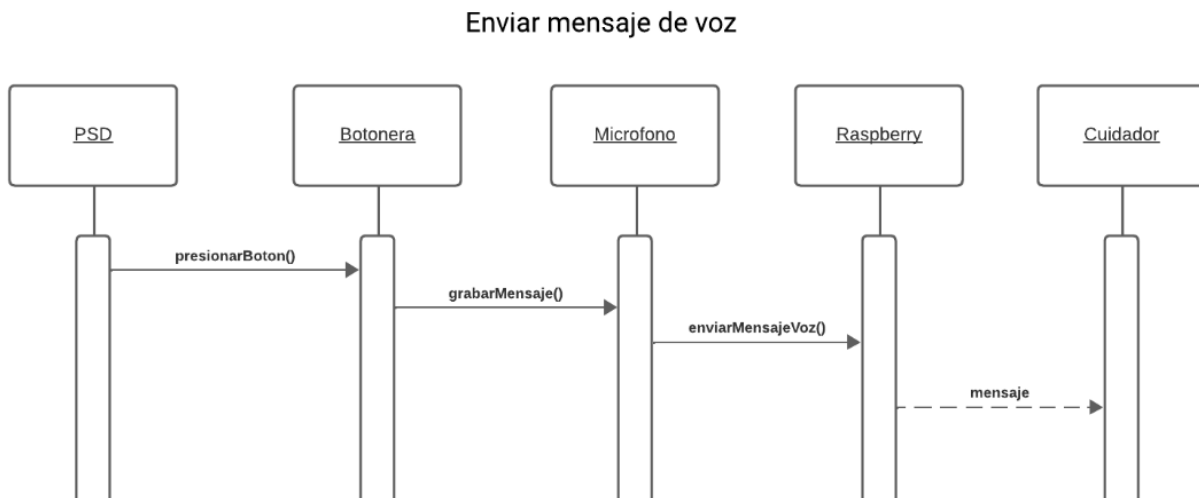 Enviar mensaje de voz
PSD
Botonera
Microfono
Raspberry
Cuidador
presionarBoton()
grabarMensaje()
enviarMensajeVoz()
mensaje